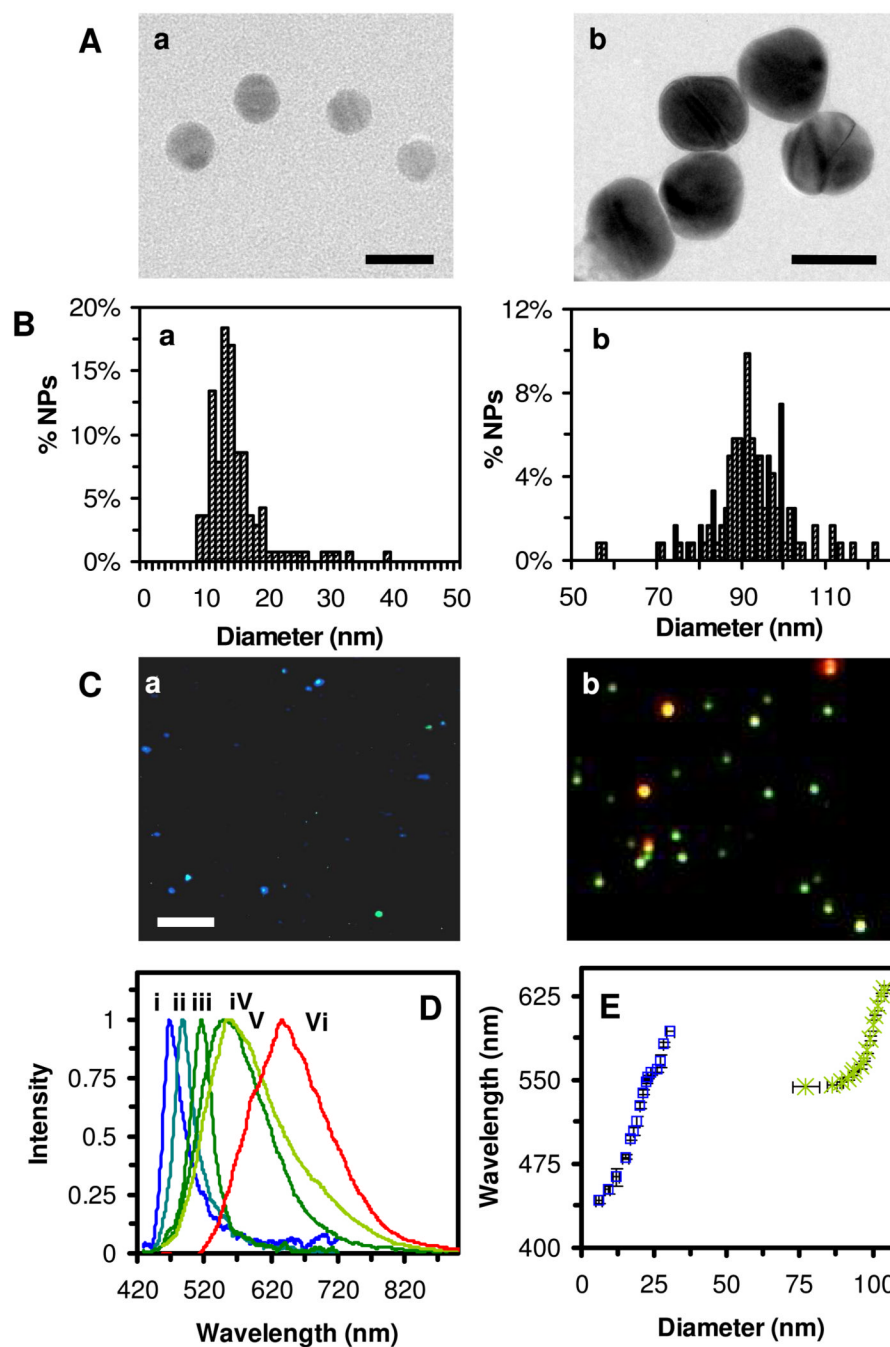 A
a
b
B
20%
15%
10%
5%
0%
% NPs
a
0 10 20 30 40 50
Diameter (nm)
12%
8%
4%
0%
% NPs
b
50 70 90 110
Diameter (nm)
C
a
b
D
i ii iii iV V Vi
1
0.75
0.5
0.25
0
Intensity
420 520 620 720 820
Wavelength (nm)
E
625
550
475
400
Wavelength (nm)
0 25 50 75 100
Diameter (nm)